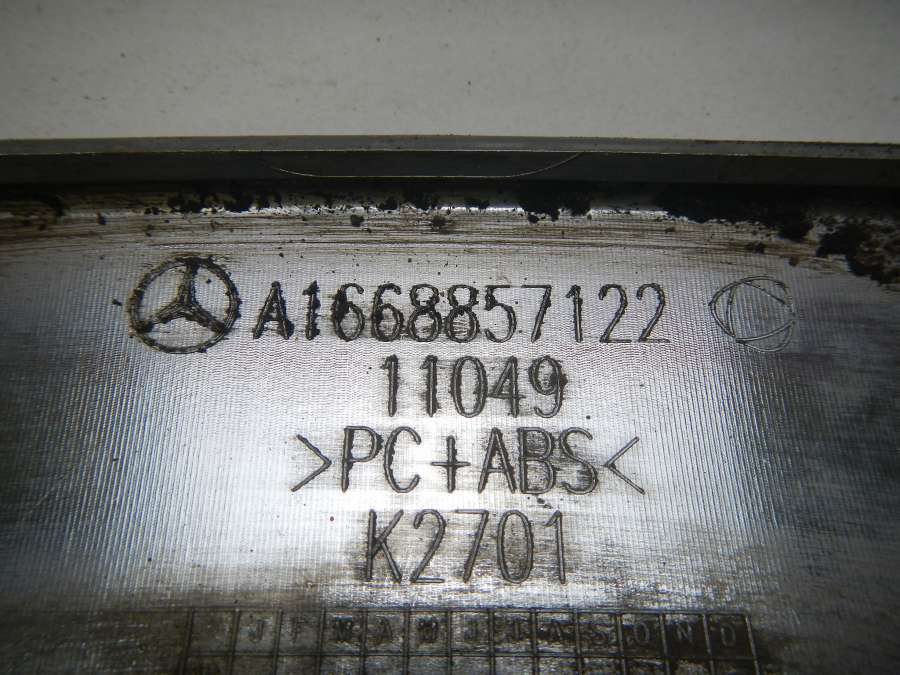 A1668857122
11049
>PC+ABS<
K2701
J F M A M J J A S O N D